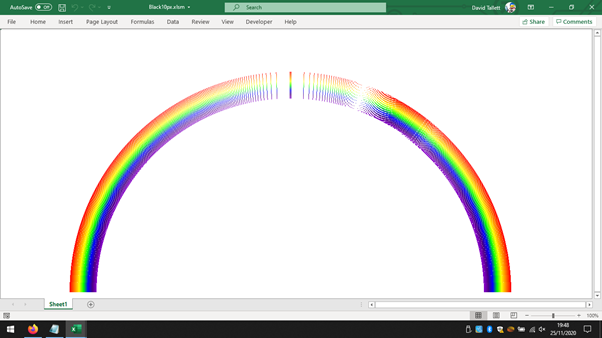 AutoSave Off Black10px.xlsm Search David Tallett
File Home Insert Page Layout Formulas Data Review View Developer Help Share Comments
Sheet1
100%
19:48
25/11/2020